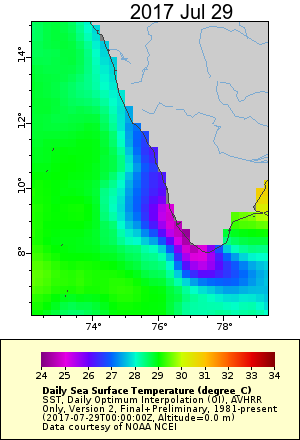 2017 Jul 29
14°
12°
10°
8°
74°
76°
78°
24 25 26 27 28 29 30 31 32 33 34
Daily Sea Surface Temperature (degree_C)
SST, Daily Optimum Interpolation (OI), AVHRR
Only, Version 2, Final+Preliminary, 1981-present
(2017-07-29T00:00:00Z, Altitude=0.0 m)
Data courtesy of NOAA NCEI